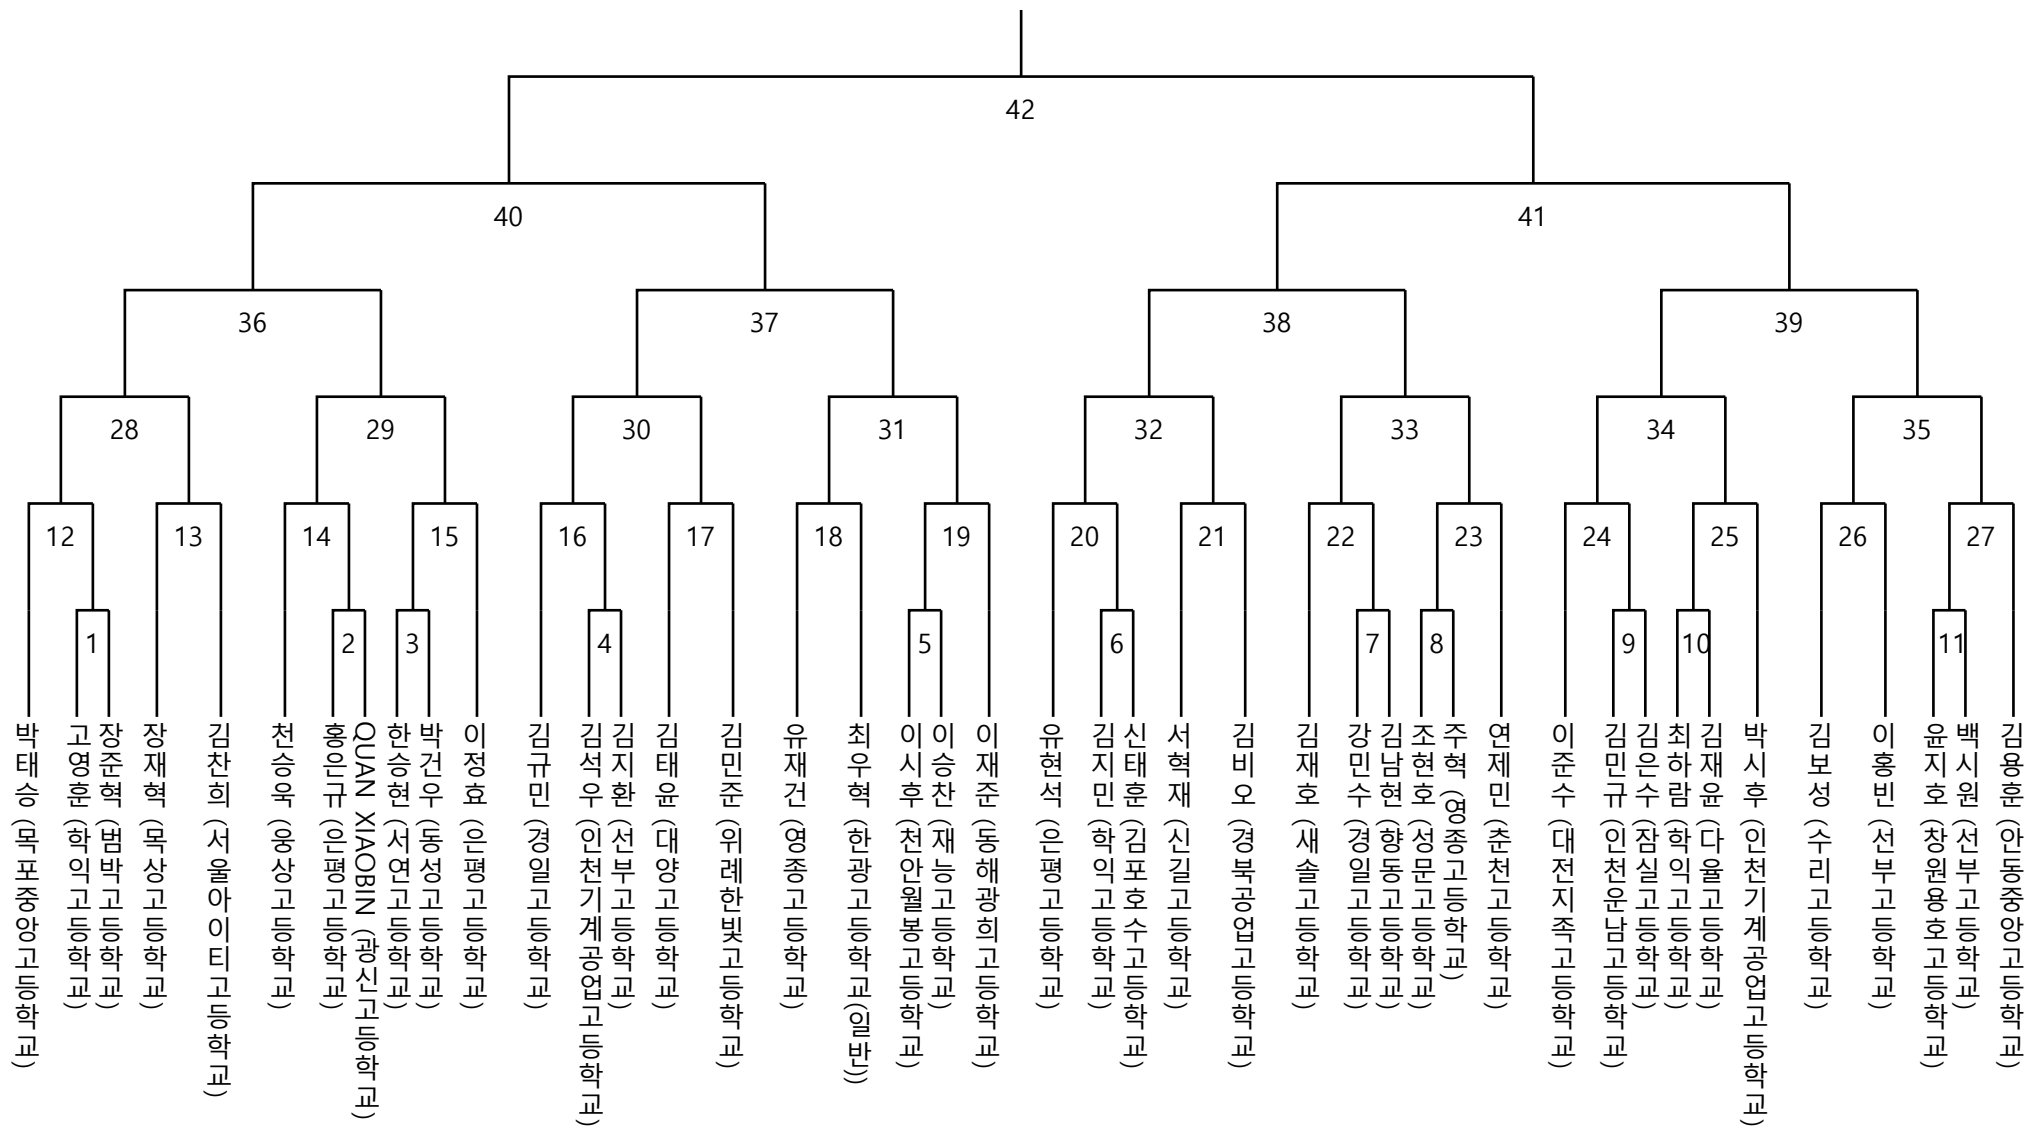 42
40
41
36
37
38
39
28
29
30
31
32
33
34
35
12
13
14
15
16
17
18
19
20
21
22
23
24
25
26
27
1
2
3
4
5
6
7
8
9
10
11
박태승 (목포중앙고등학교)
고영훈 (학익고등학교)
장준혁 (범박고등학교)
장재혁 (목상고등학교)
김찬희 (서울아이티고등학교)
천승욱 (웅상고등학교)
홍은규 (은평고등학교)
QUAN XIAOBIN (광신고등학교)
한승현 (서연고등학교)
박건우 (동성고등학교)
이정효 (은평고등학교)
김규민 (경일고등학교)
김석우 (인천기계공업고등학교)
김지환 (선부고등학교)
김태윤 (대양고등학교)
김민준 (위례한빛고등학교)
유재건 (영종고등학교)
최우혁 (한광고등학교(일반))
이시후 (천안월봉고등학교)
이승찬 (재능고등학교)
이재준 (동해광희고등학교)
유현석 (은평고등학교)
김지민 (학익고등학교)
신태훈 (김포호수고등학교)
서혁재 (신길고등학교)
김비오 (경북공업고등학교)
김재호 (새솔고등학교)
강민수 (경일고등학교)
김남현 (향동고등학교)
조현호 (성문고등학교)
주혁 (영종고등학교)
연제민 (춘천고등학교)
이준수 (대전지족고등학교)
김민규 (인천운남고등학교)
김은수 (잠실고등학교)
최하람 (학익고등학교)
김재윤 (다율고등학교)
박시후 (인천기계공업고등학교)
김보성 (수리고등학교)
이홍빈 (선부고등학교)
윤지호 (창원용호고등학교)
백시원 (선부고등학교)
김용훈 (안동중앙고등학교)